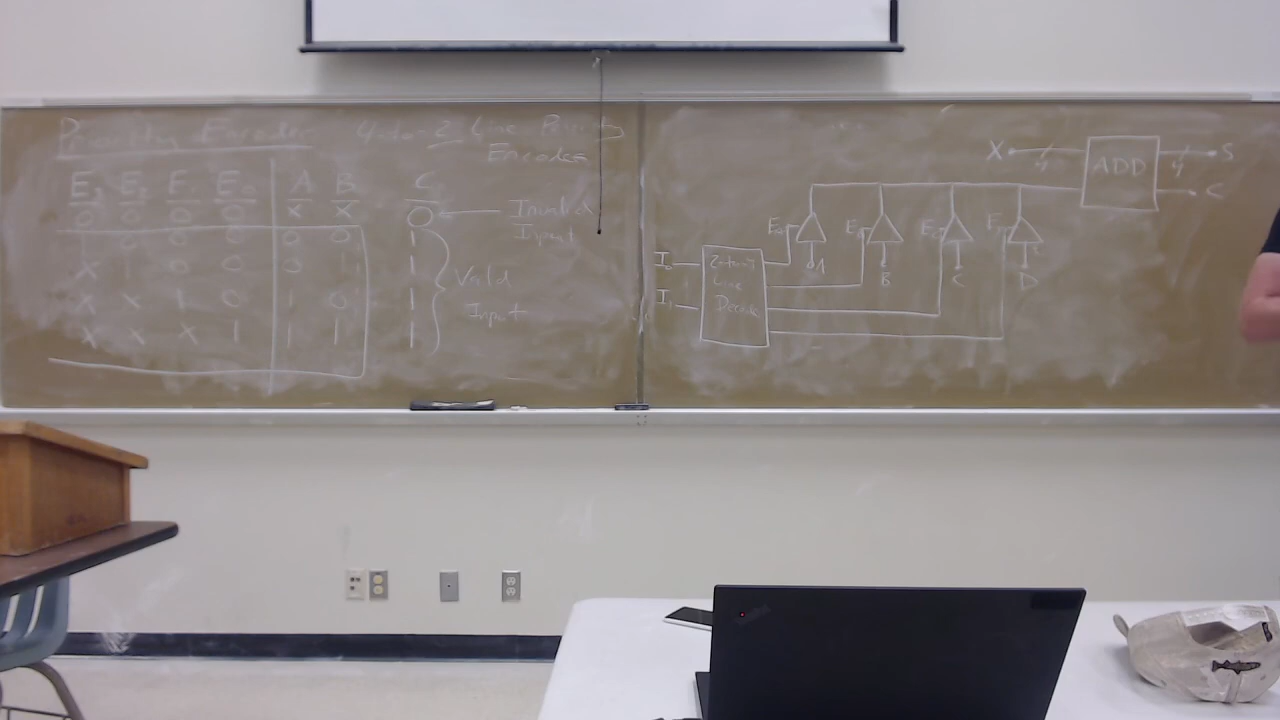 Priority Encoder 4-to-2 Line Priority
Encoder
E₃ E₂ E₁ E₀ A B C
0 0 0 0 X X 0 ← Invalid
Input
1 0 0 0 0 0 1
X 1 0 0 0 1 1 Valid
X X 1 0 1 0 1 Input
X X X 1 1 1 1
X 4 ADD 4 S
C
E₀ E₁ E₂ E₃
I₀ 2-to-4
Line
I₁ Decoder
A B C D